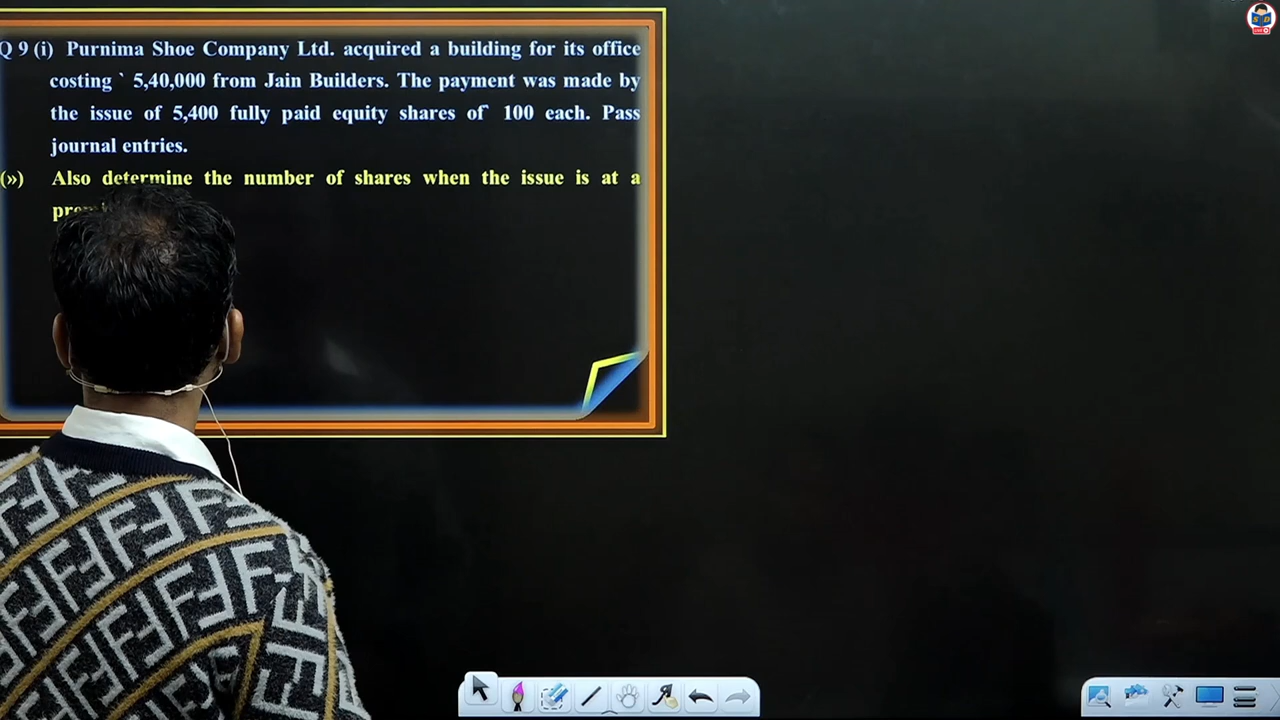 Q 9 (i) Purnima Shoe Company Ltd. acquired a building for its office
costing ` 5,40,000 from Jain Builders. The payment was made by
the issue of 5,400 fully paid equity shares of` 100 each. Pass
journal entries.
(») Also determine the number of shares when the issue is at a
S D